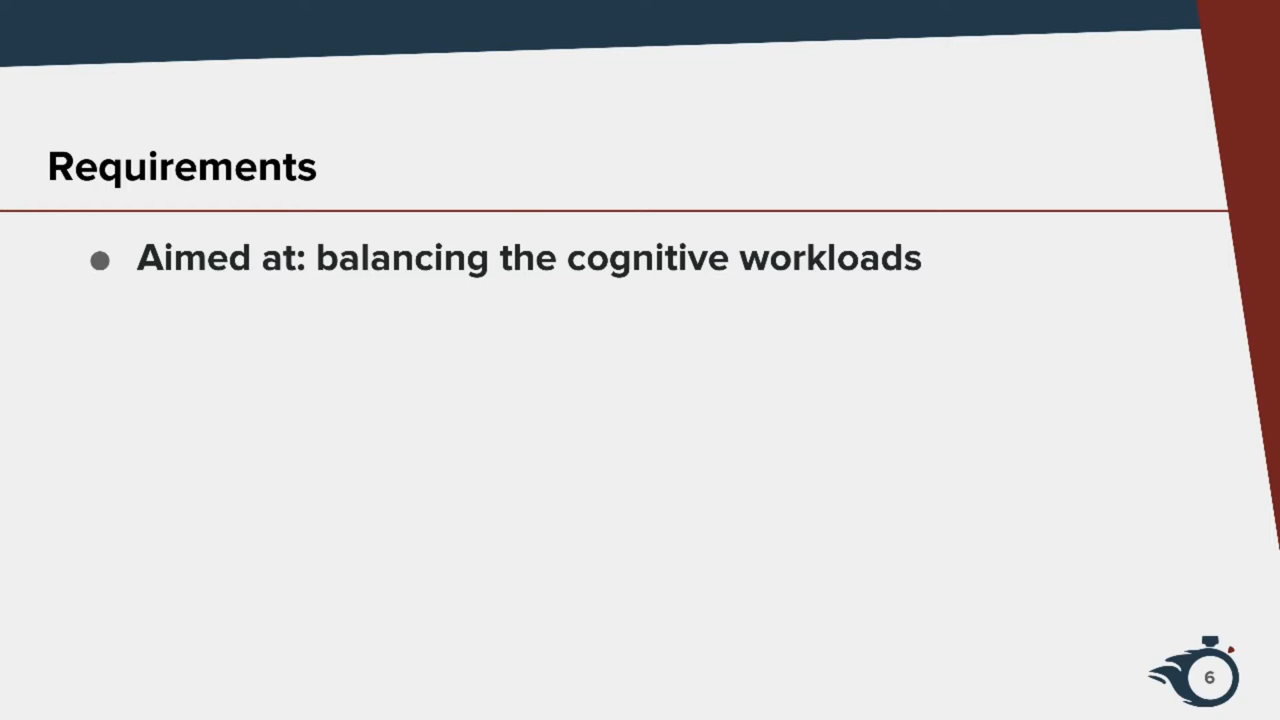 Requirements
● Aimed at: balancing the cognitive workloads
6